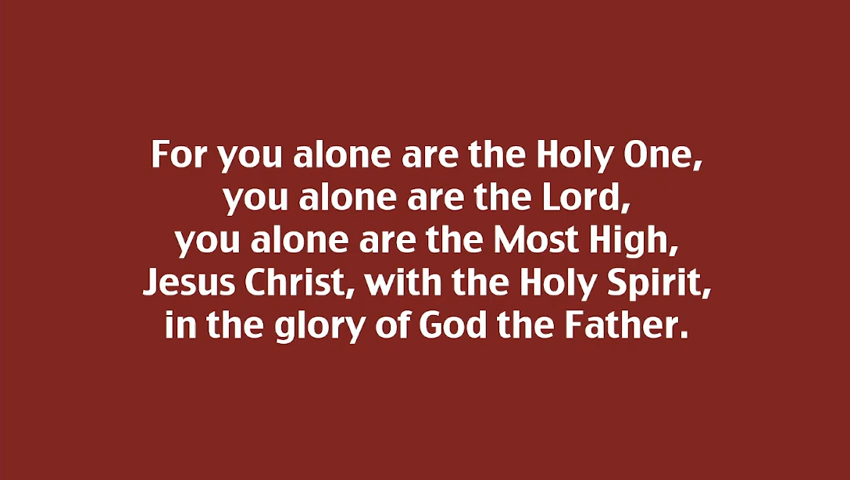 For you alone are the Holy One,
you alone are the Lord,
you alone are the Most High,
Jesus Christ, with the Holy Spirit,
in the glory of God the Father.